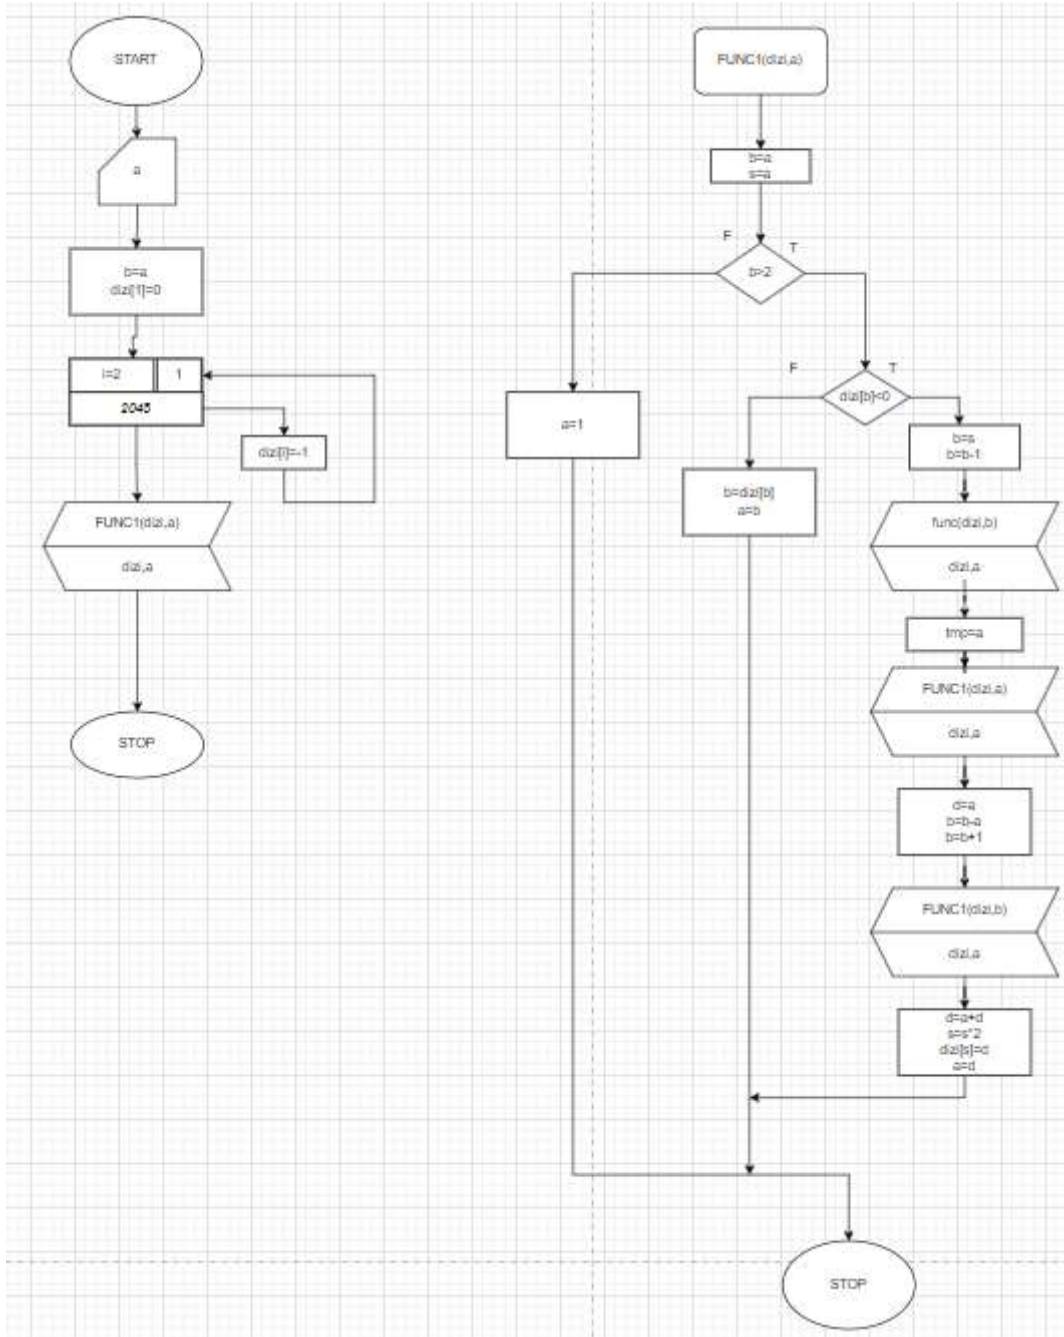 START
a
b=a
dizi[1]=0
i=2
1
2045
dizi[i]=-1
FUNC1(dizi,a)
dizi,a
STOP
FUNC1(dizi,a)
b=a
s=a
F
T
b>2
a=1
F
T
dizi[b]<0
b=dizi[b]
a=b
b=s
b=b-1
func(dizi,b)
dizi,a
tmp=a
FUNC1(dizi,a)
dizi,a
d=a
b=b-a
b=b+1
FUNC1(dizi,b)
dizi,a
d=a+d
s=s*2
dizi[s]=d
a=d
STOP